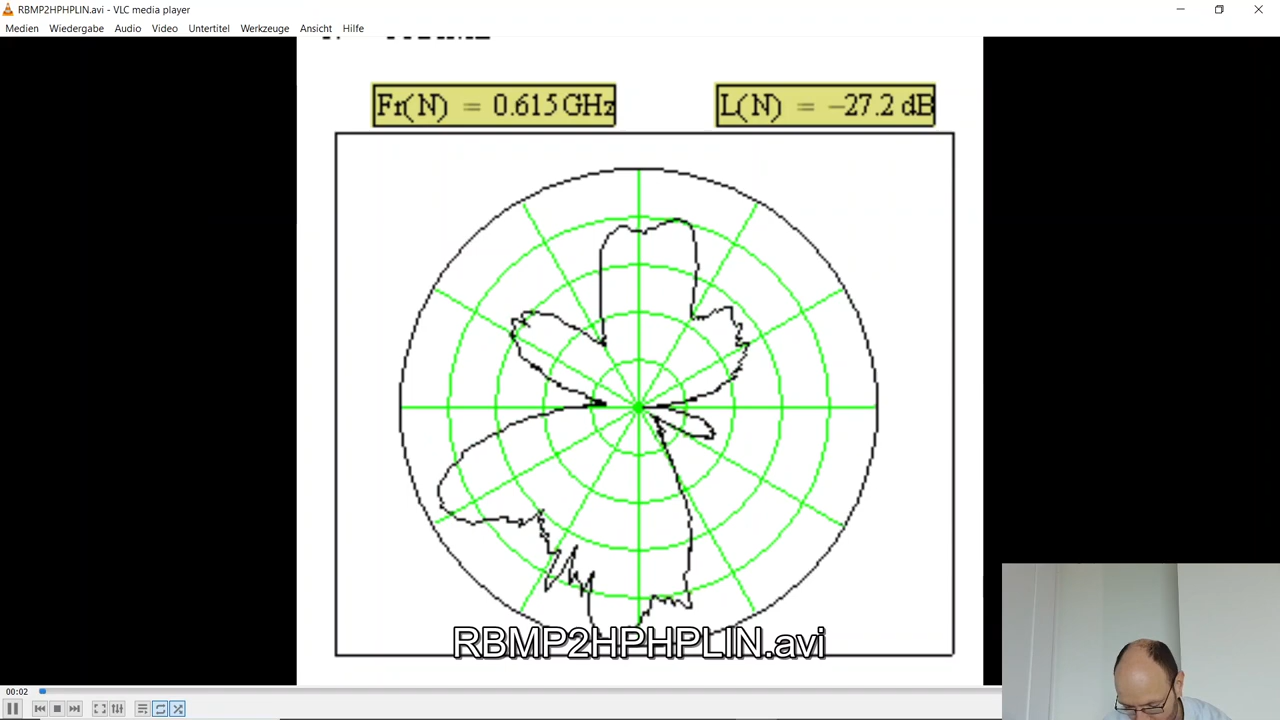 RBMP2HPHPLIN.avi - VLC media player
Medien Wiedergabe Audio Video Untertitel Werkzeuge Ansicht Hilfe
Fr(N) = 0.615 GHz
L(N) = −27.2 dB
RBMP2HPHPLIN.avi
00:02